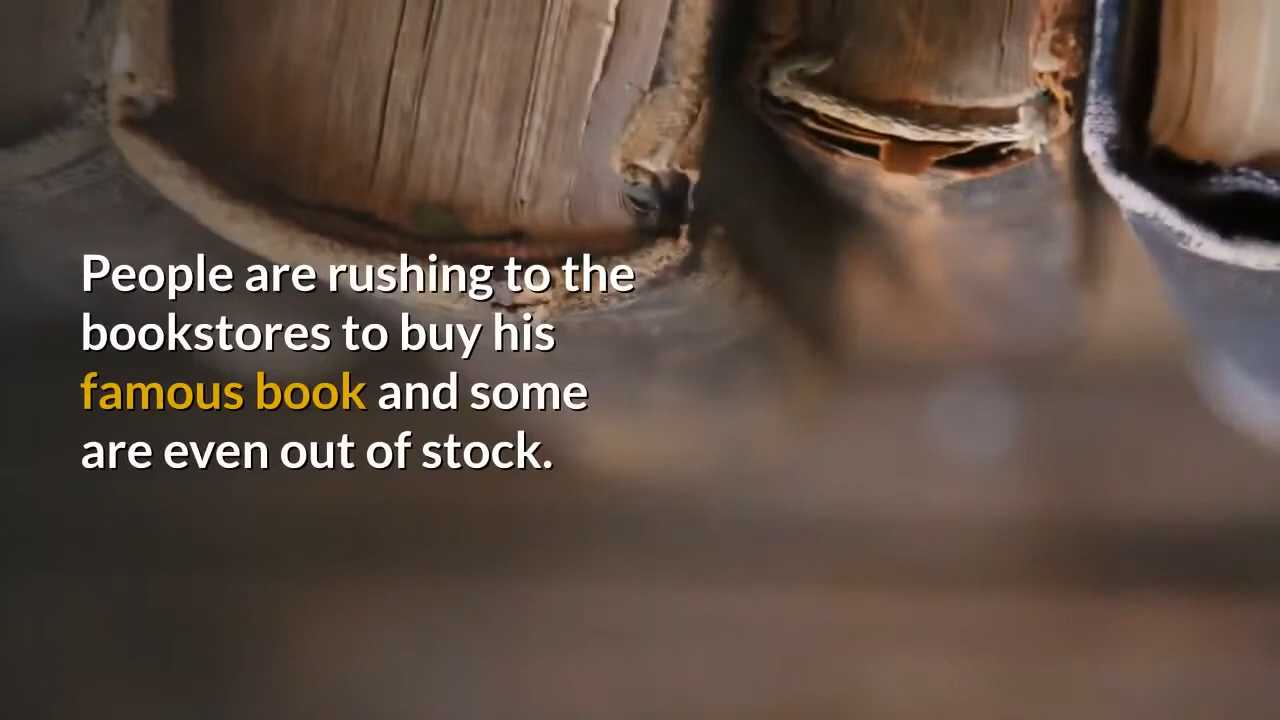 People are rushing to the
bookstores to buy his
famous book and some
are even out of stock.